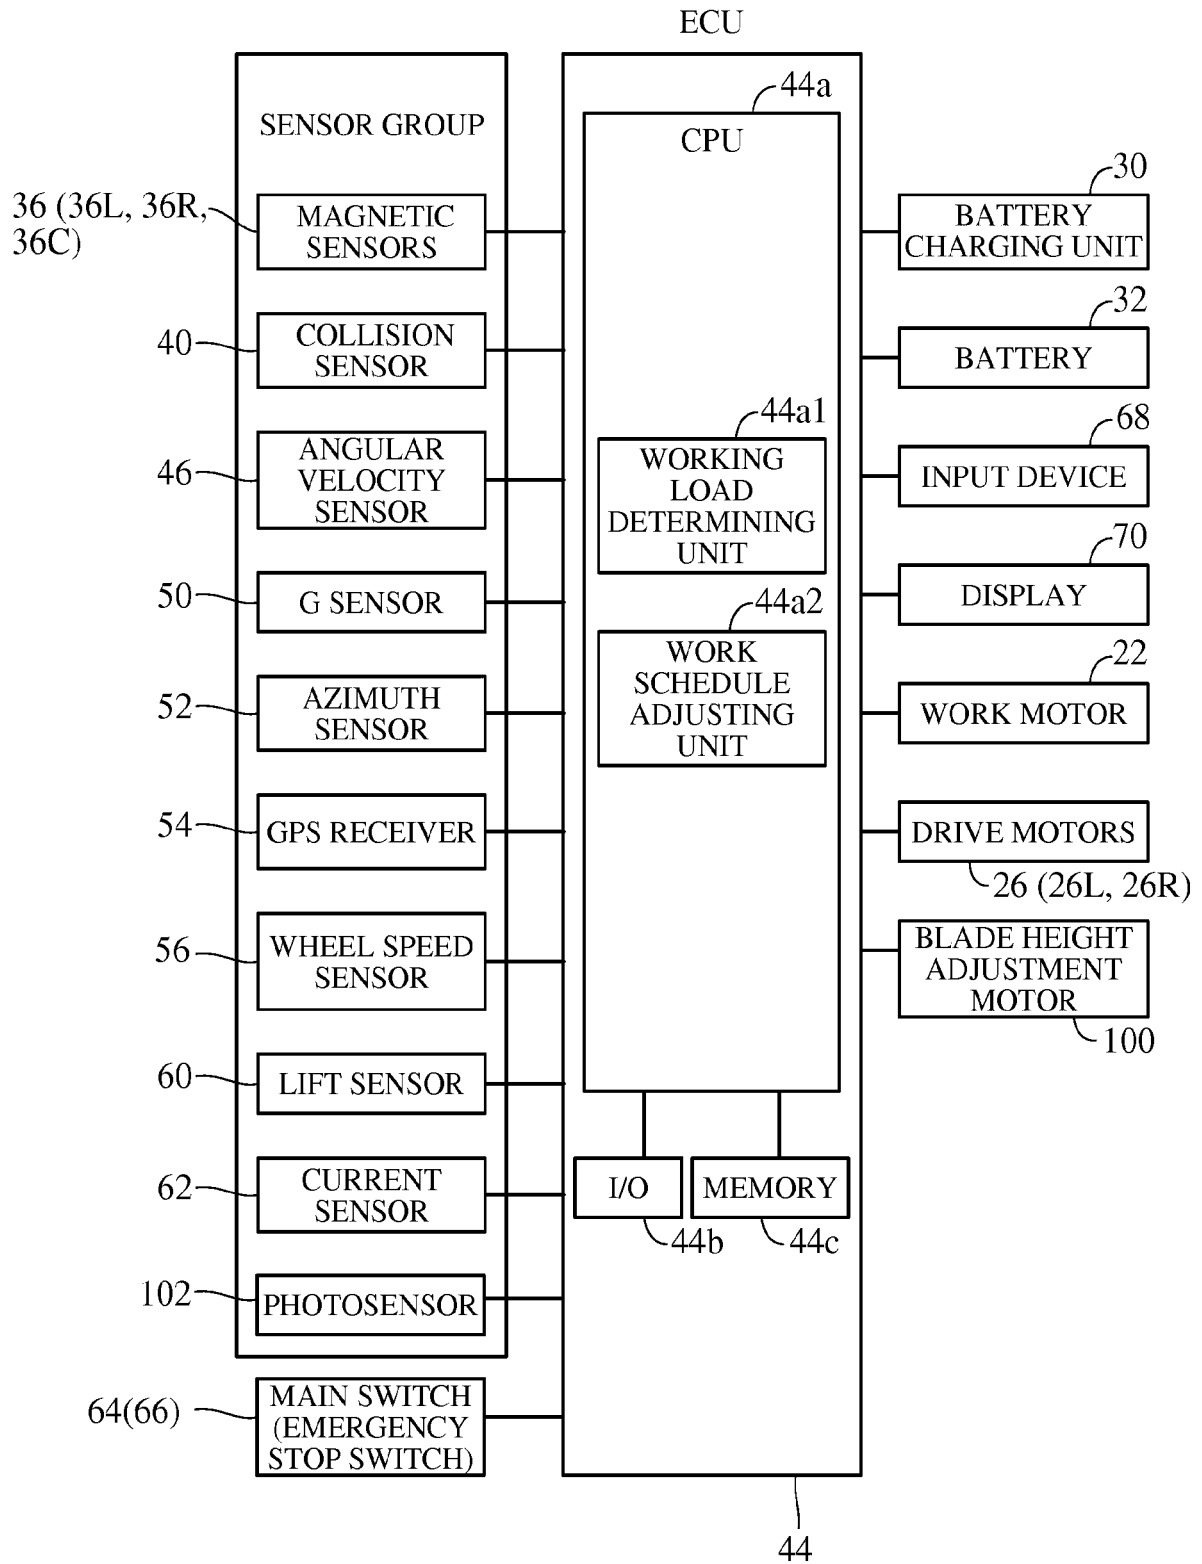 ECU
44a
SENSOR GROUP
CPU
36 (36L, 36R,
36C)
MAGNETIC
SENSORS
30
BATTERY
CHARGING UNIT
40
COLLISION
SENSOR
32
BATTERY
46
ANGULAR
VELOCITY
SENSOR
44a1
WORKING
LOAD
DETERMINING
UNIT
68
INPUT DEVICE
50
G SENSOR
70
DISPLAY
44a2
WORK
SCHEDULE
ADJUSTING
UNIT
52
AZIMUTH
SENSOR
22
WORK MOTOR
54
GPS RECEIVER
DRIVE MOTORS
26 (26L, 26R)
56
WHEEL SPEED
SENSOR
BLADE HEIGHT
ADJUSTMENT
MOTOR
100
60
LIFT SENSOR
62
CURRENT
SENSOR
I/O
MEMORY
44b
44c
102
PHOTOSENSOR
64(66)
MAIN SWITCH
(EMERGENCY
STOP SWITCH)
44